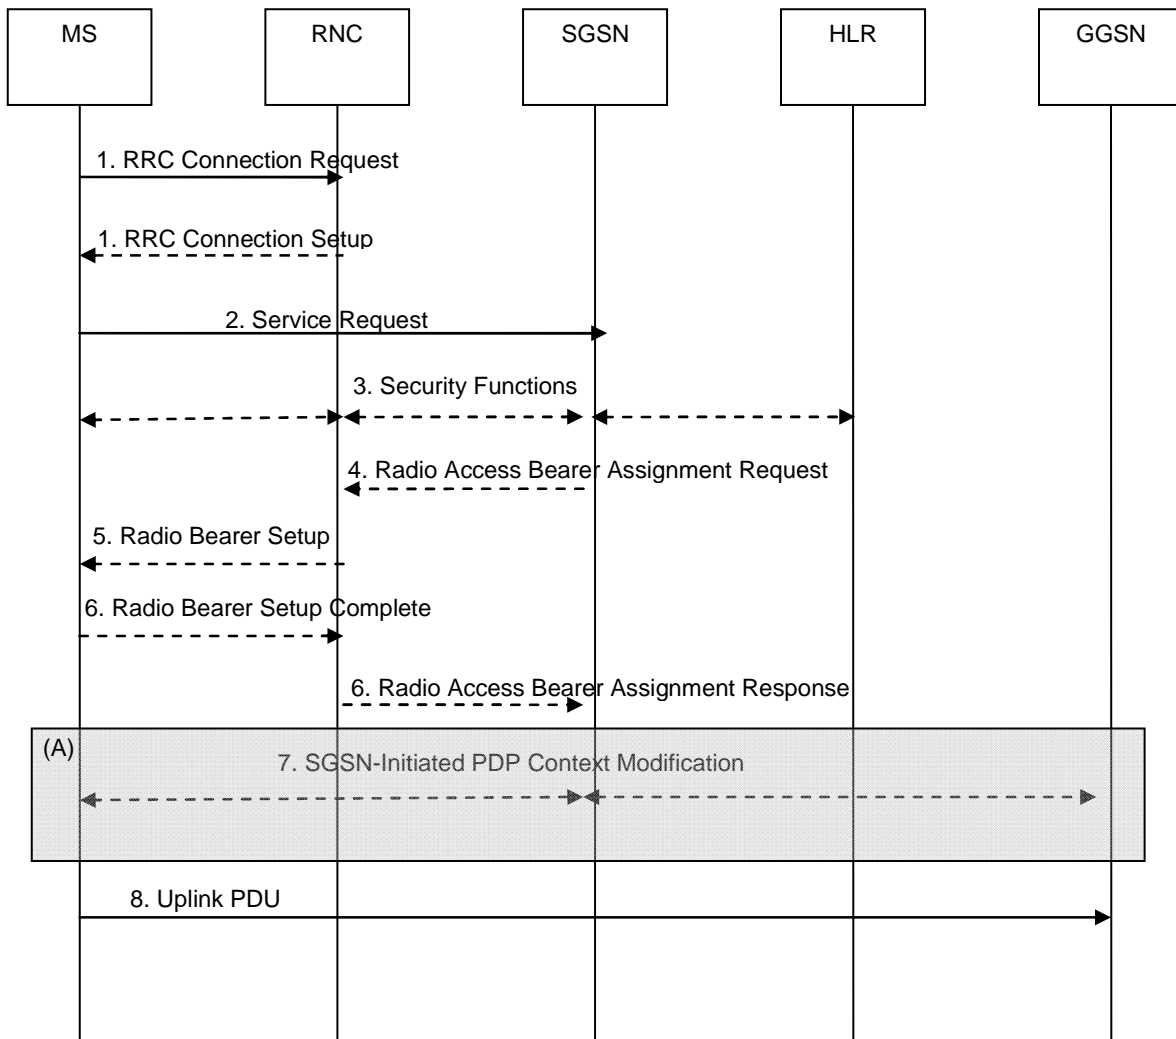 MS
RNC
SGSN
HLR
GGSN
1. RRC Connection Request
1. RRC Connection Setup
2. Service Request
3. Security Functions
4. Radio Access Bearer Assignment Request
5. Radio Bearer Setup
6. Radio Bearer Setup Complete
6. Radio Access Bearer Assignment Response
(A)
7. SGSN-Initiated PDP Context Modification
8. Uplink PDU